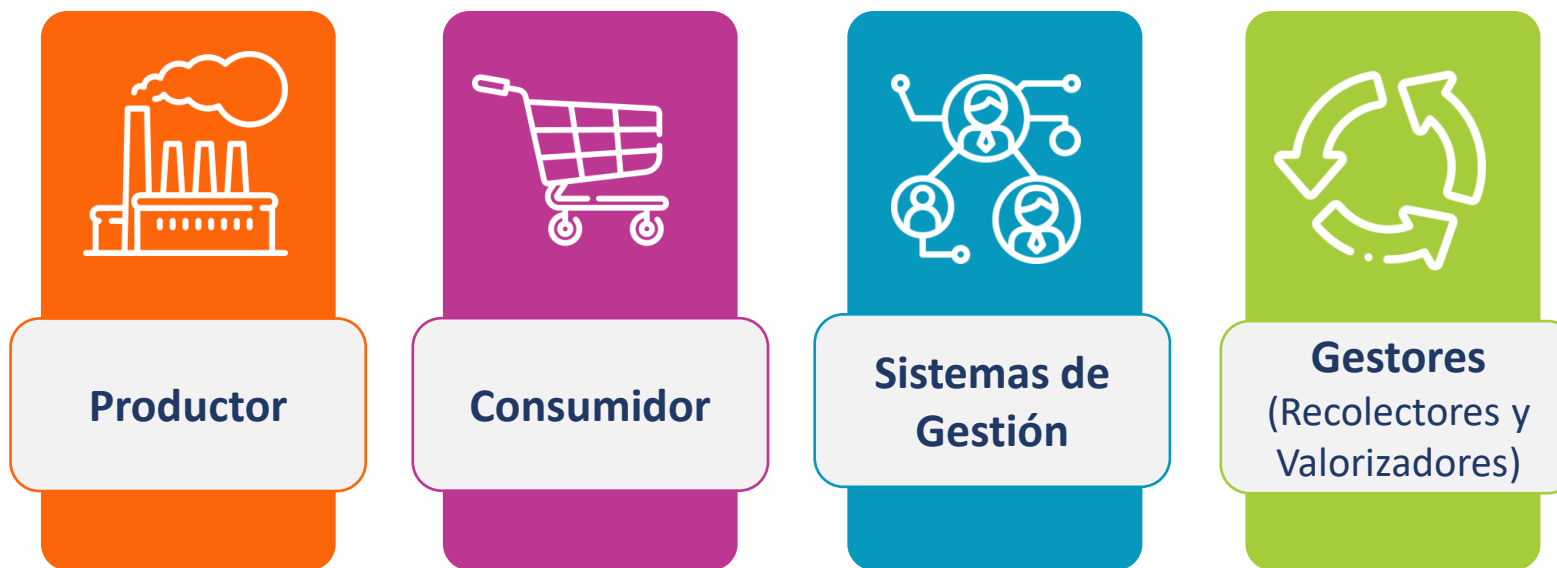 Productor
Consumidor
Sistemas de
Gestión
Gestores
(Recolectores y
Valorizadores)